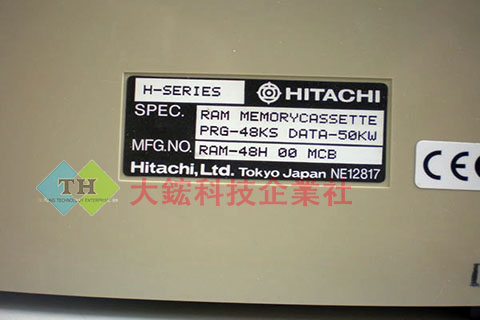 H-SERIES HITACHI
SPEC. RAM MEMORYCASSETTE
PRG-48KS DATA-50KW
MFG.NO. RAM-48H 00 MCB
Hitachi, Ltd. Tokyo Japan NE12817
CE
TH
大鋐科技企業社